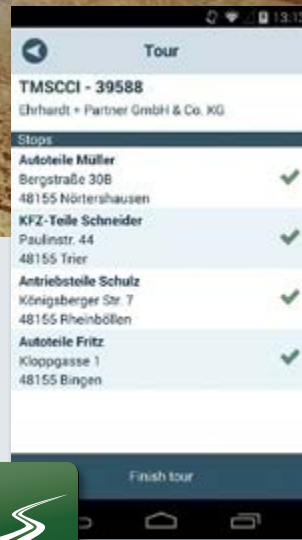 13:13
Tour
TMSCCI - 39588
Ehrhardt + Partner GmbH & Co. KG
Stops
Autoteile Müller
Bergstraße 30B
48155 Nörtershausen
KFZ-Teile Schneider
Paulinstr. 44
48155 Trier
Antriebsteile Schulz
Königsberger Str. 7
48155 Rheinböllen
Autoteile Fritz
Kloppgasse 1
48155 Bingen
Finish tour